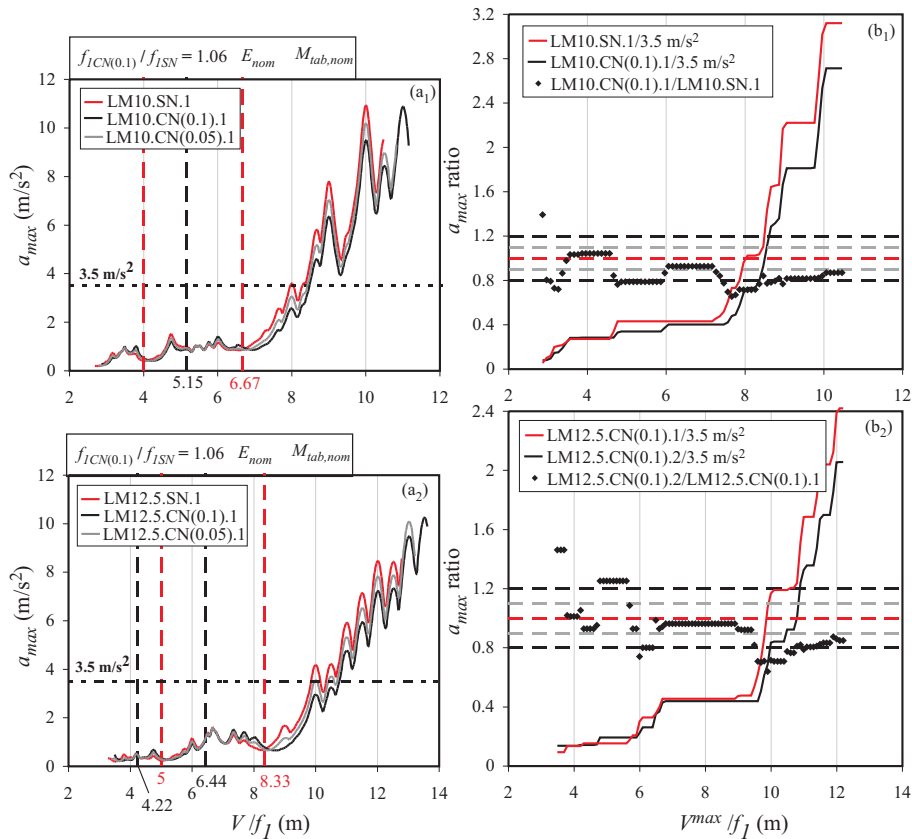 f1CN(0.1)/f1SN = 1.06 Enom Mtab,nom
(a1)
LM10.SN.1
LM10.CN(0.1).1
LM10.CN(0.05).1
12
10
8
6
4
2
0
amax (m/s²)
3.5 m/s²
2 4 6 8 10 12
5.15
6.67
(b1)
LM10.SN.1/3.5 m/s²
LM10.CN(0.1).1/3.5 m/s²
LM10.CN(0.1).1/LM10.SN.1
3.2
2.8
2.4
2.0
1.6
1.2
0.8
0.4
0
amax ratio
2 4 6 8 10 12 14
f1CN(0.1)/f1SN = 1.06 Enom Mtab,nom
(a2)
LM12.5.SN.1
LM12.5.CN(0.1).1
LM12.5.CN(0.05).1
12
10
8
6
4
2
0
amax (m/s²)
3.5 m/s²
2 4 6 8 10 12 14
4.22
5
6.44
8.33
V/f1 (m)
(b2)
LM12.5.CN(0.1).1/3.5 m/s²
LM12.5.CN(0.1).2/3.5 m/s²
LM12.5.CN(0.1).2/LM12.5.CN(0.1).1
2.4
2.0
1.6
1.2
0.8
0.4
0
amax ratio
2 4 6 8 10 12 14
Vmax/f1 (m)